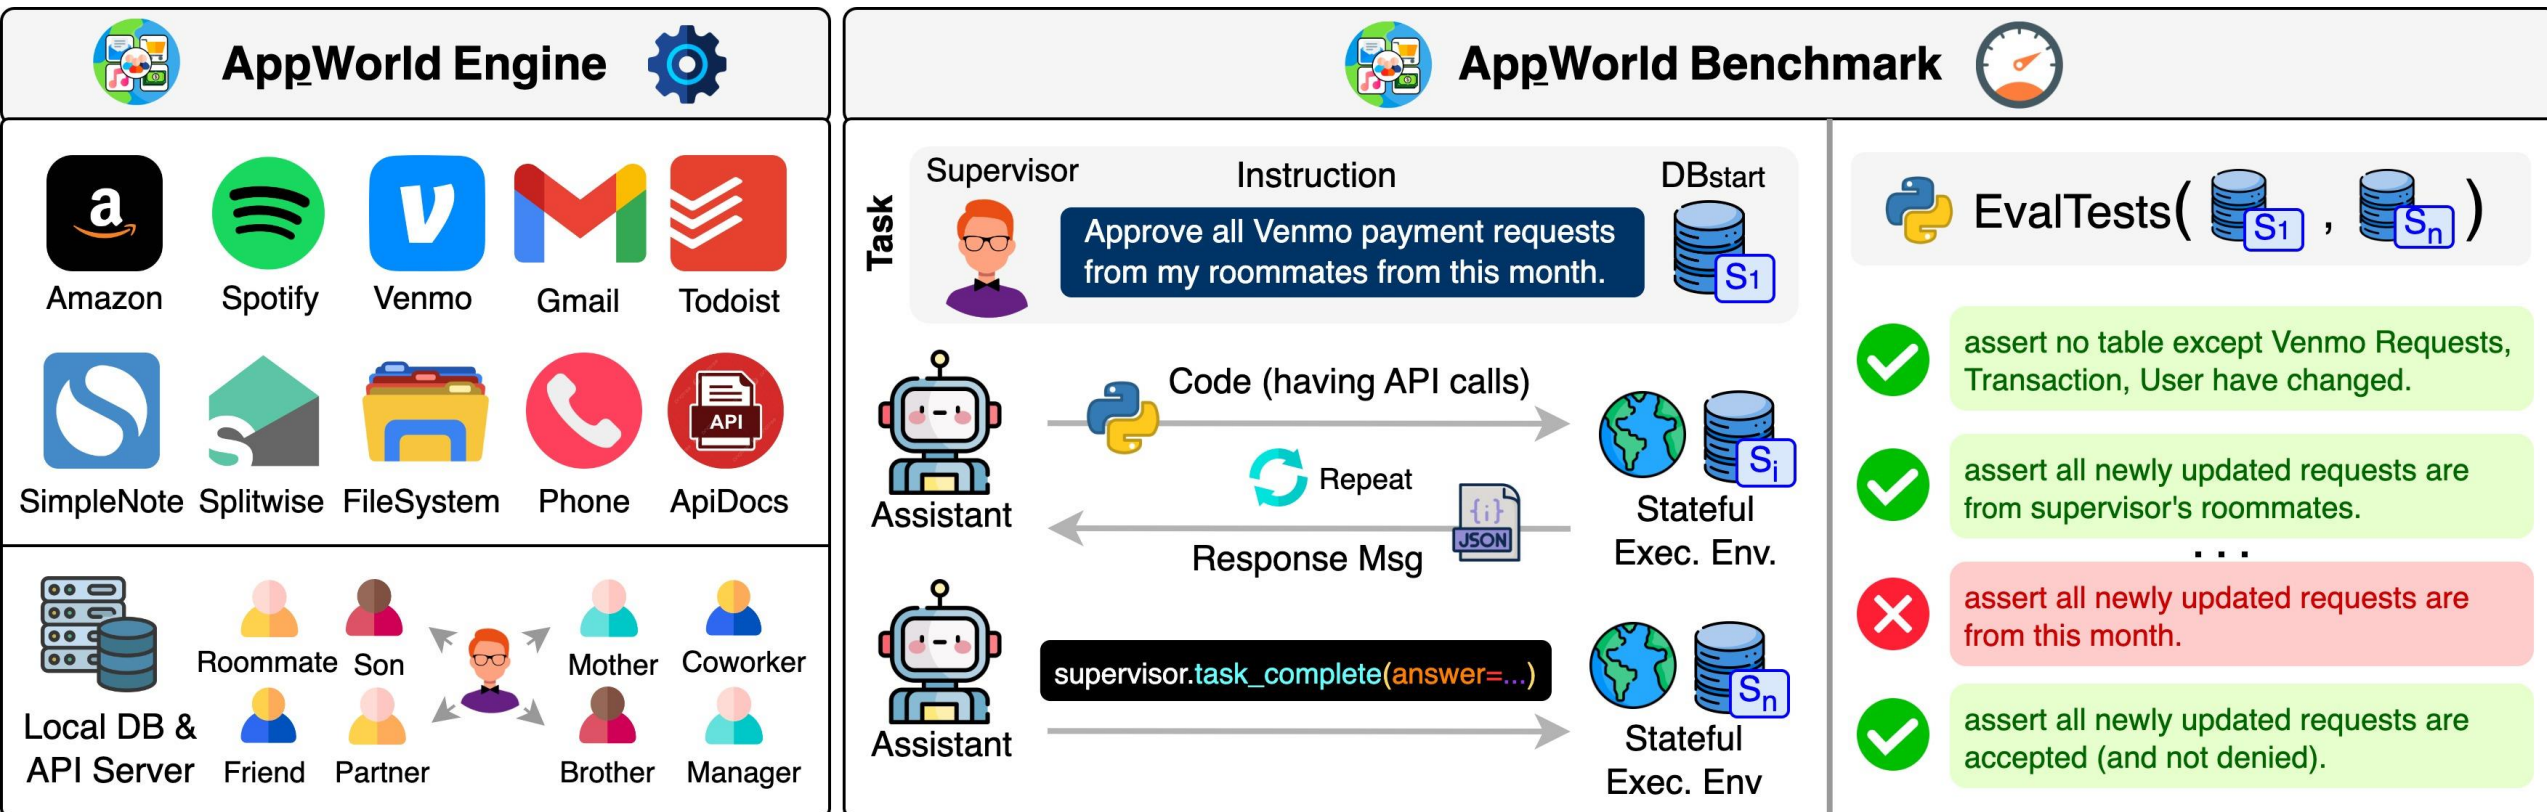 AppWorld Engine
Amazon
Spotify
Venmo
Gmail
Todoist
SimpleNote
Splitwise
FileSystem
Phone
API
ApiDocs
Local DB &
API Server
Roommate
Son
Mother
Coworker
Friend
Partner
Brother
Manager
AppWorld Benchmark
Task
Supervisor
Instruction
DBstart
Approve all Venmo payment requests
from my roommates from this month.
S1
Assistant
Code (having API calls)
Repeat
{i}
JSON
Response Msg
Si
Stateful
Exec. Env.
Assistant
supervisor.task_complete(answer=...)
Sn
Stateful
Exec. Env
EvalTests( S1 , Sn )
assert no table except Venmo Requests,
Transaction, User have changed.
assert all newly updated requests are
from supervisor's roommates.
...
assert all newly updated requests are
from this month.
assert all newly updated requests are
accepted (and not denied).